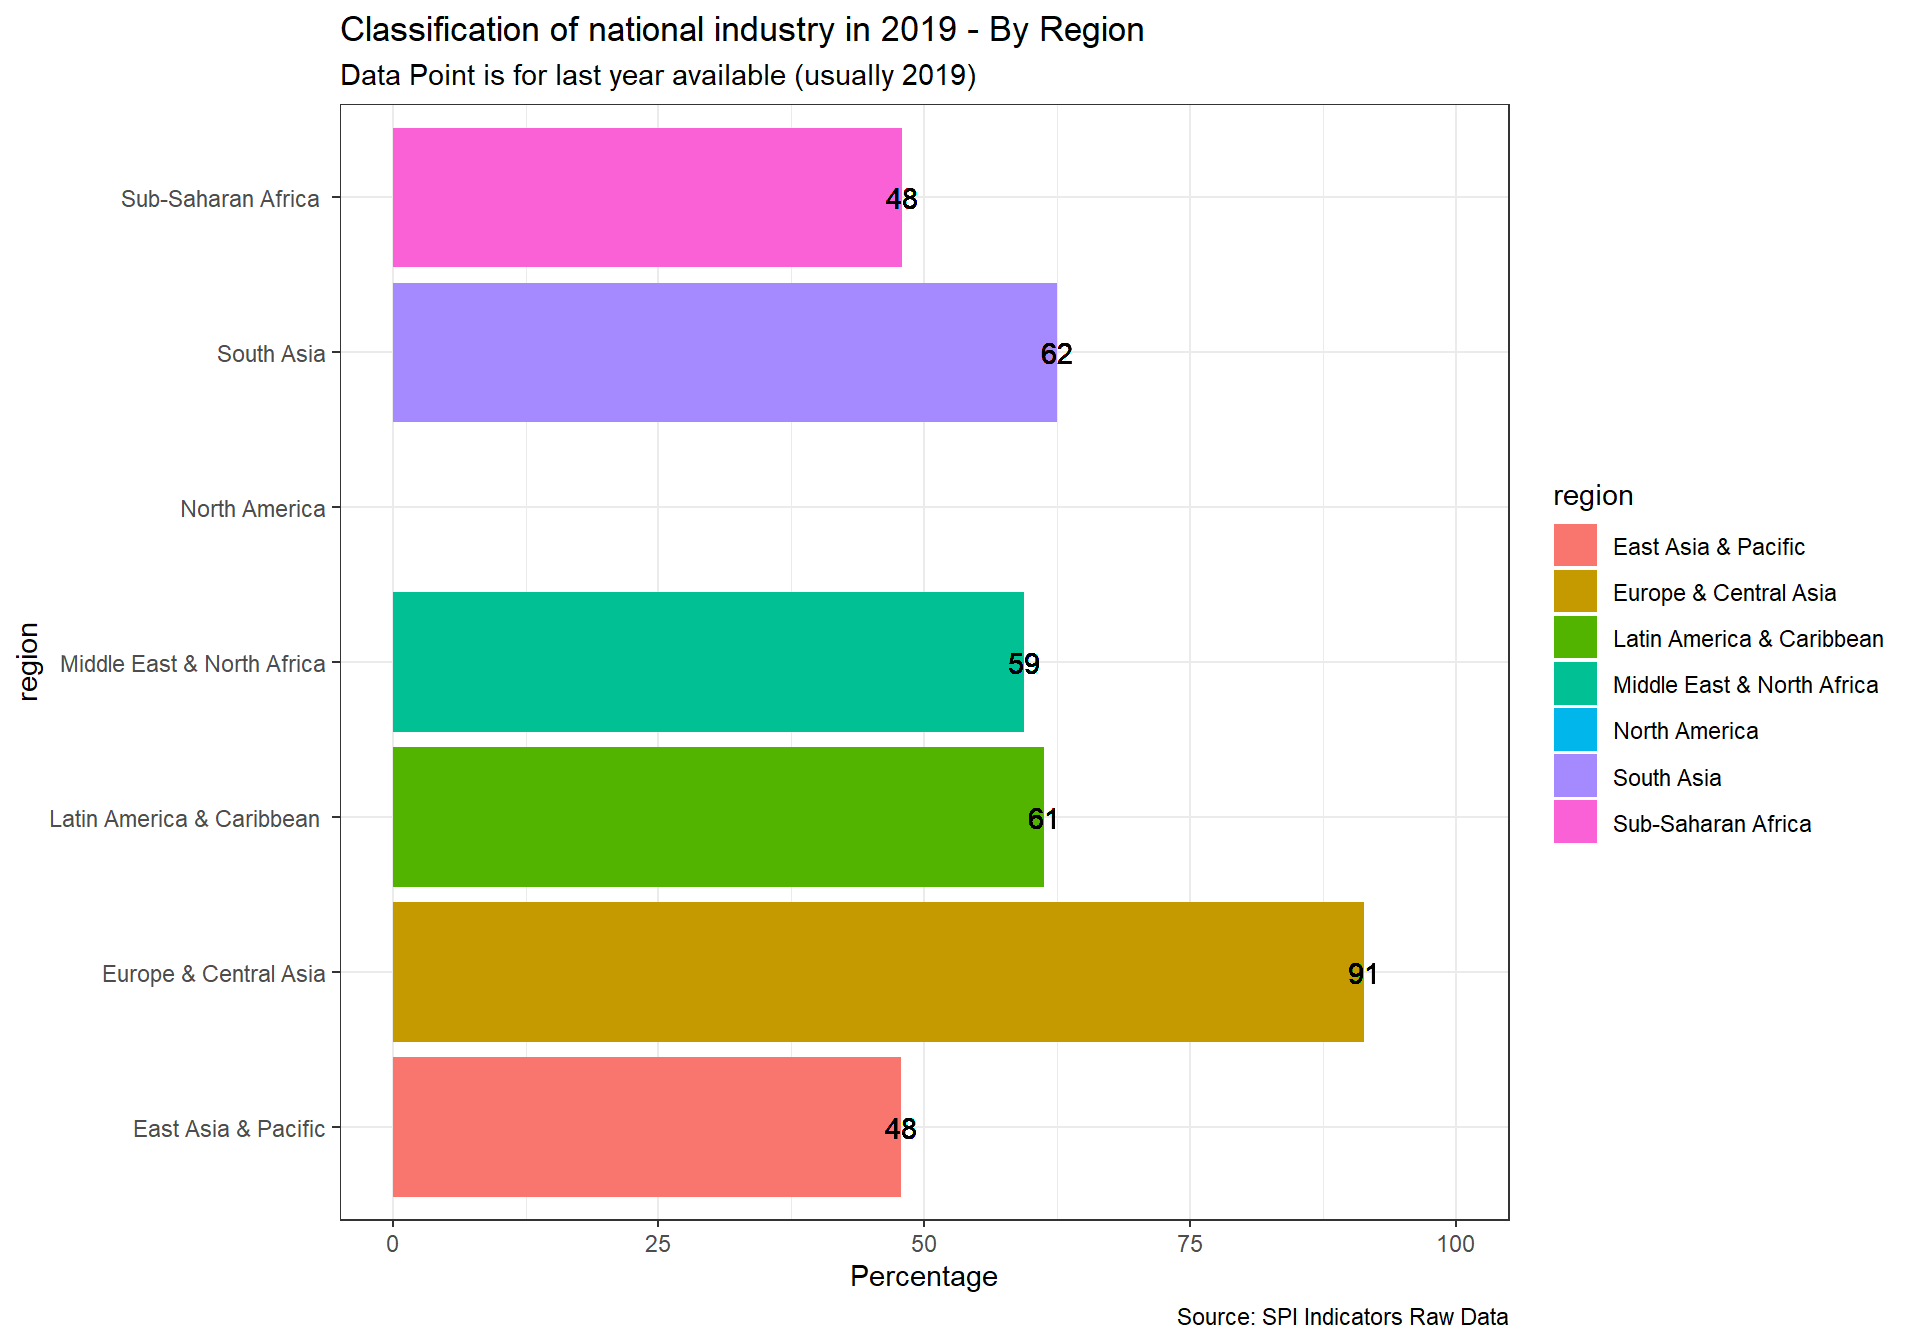 Classification of national industry in 2019 - By Region
Data Point is for last year available (usually 2019)
Sub-Saharan Africa
48
South Asia
62
North America
Middle East & North Africa
59
Latin America & Caribbean
61
Europe & Central Asia
91
East Asia & Pacific
48
region
0 25 50 75 100
Percentage
Source: SPI Indicators Raw Data
region
East Asia & Pacific
Europe & Central Asia
Latin America & Caribbean
Middle East & North Africa
North America
South Asia
Sub-Saharan Africa